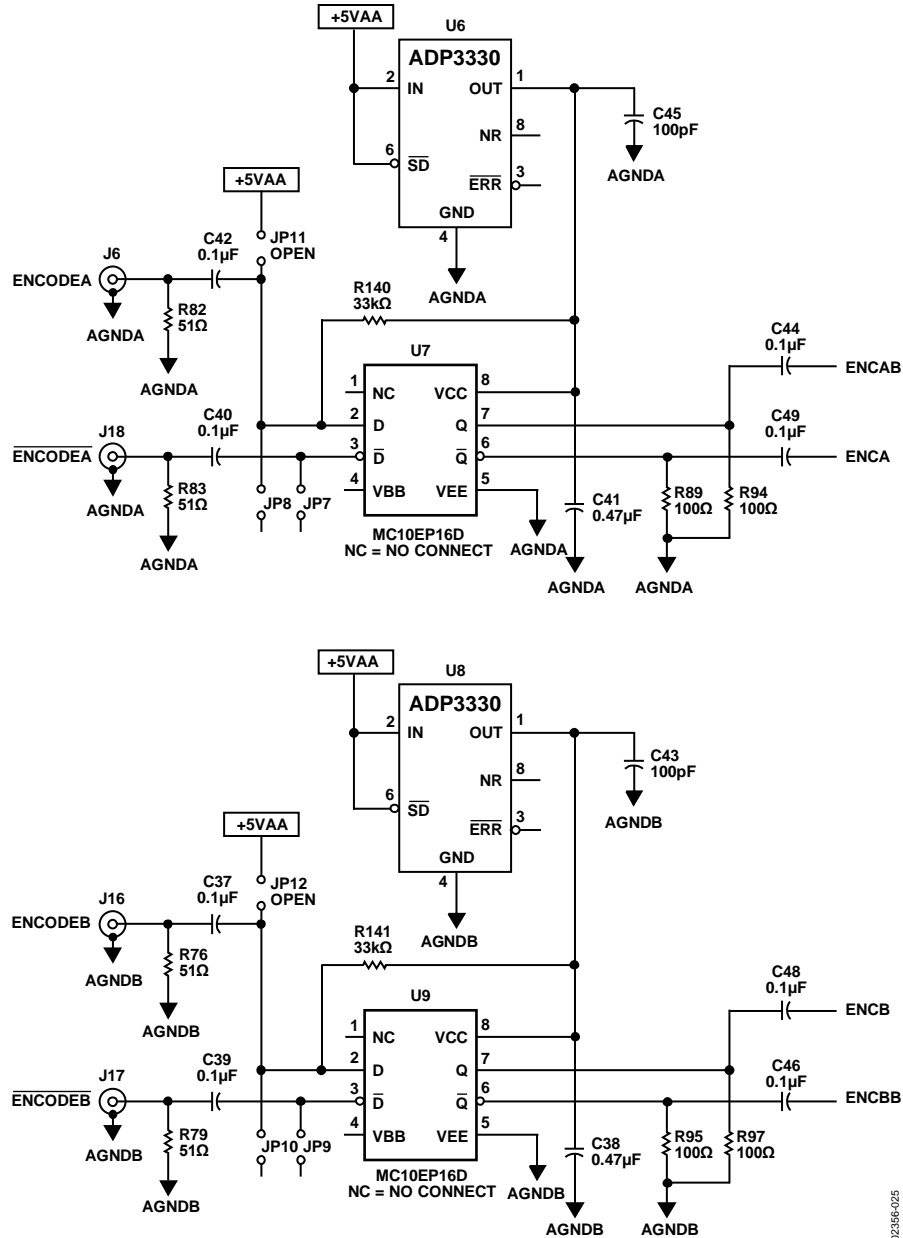 +5VAA
U6
ADP3330
2
IN
OUT
1
C45
100pF
NR
8
6
SD
ERR
3
AGNDA
GND
4
AGNDA
+5VAA
JP11
OPEN
C42
0.1µF
J6
ENCODEA
AGNDA
R82
51Ω
AGNDA
R140
33kΩ
U7
1
NC
VCC
8
2
D
Q
7
3
D
Q
6
4
VBB
VEE
5
MC10EP16D
NC = NO CONNECT
C40
0.1µF
J18
ENCODEA
AGNDA
R83
51Ω
AGNDA
JP8
JP7
AGNDA
C41
0.47µF
AGNDA
C44
0.1µF
ENCAB
C49
0.1µF
ENCA
R89
100Ω
R94
100Ω
AGNDA
+5VAA
U8
ADP3330
2
IN
OUT
1
C43
100pF
NR
8
6
SD
ERR
3
AGNDB
GND
4
AGNDB
+5VAA
JP12
OPEN
C37
0.1µF
J16
ENCODEB
AGNDB
R76
51Ω
AGNDB
R141
33kΩ
U9
1
NC
VCC
8
2
D
Q
7
3
D
Q
6
4
VBB
VEE
5
MC10EP16D
NC = NO CONNECT
C39
0.1µF
J17
ENCODEB
AGNDB
R79
51Ω
AGNDB
JP10
JP9
AGNDB
C38
0.47µF
AGNDB
C48
0.1µF
ENCB
C46
0.1µF
ENCBB
R95
100Ω
R97
100Ω
AGNDB
02356-025